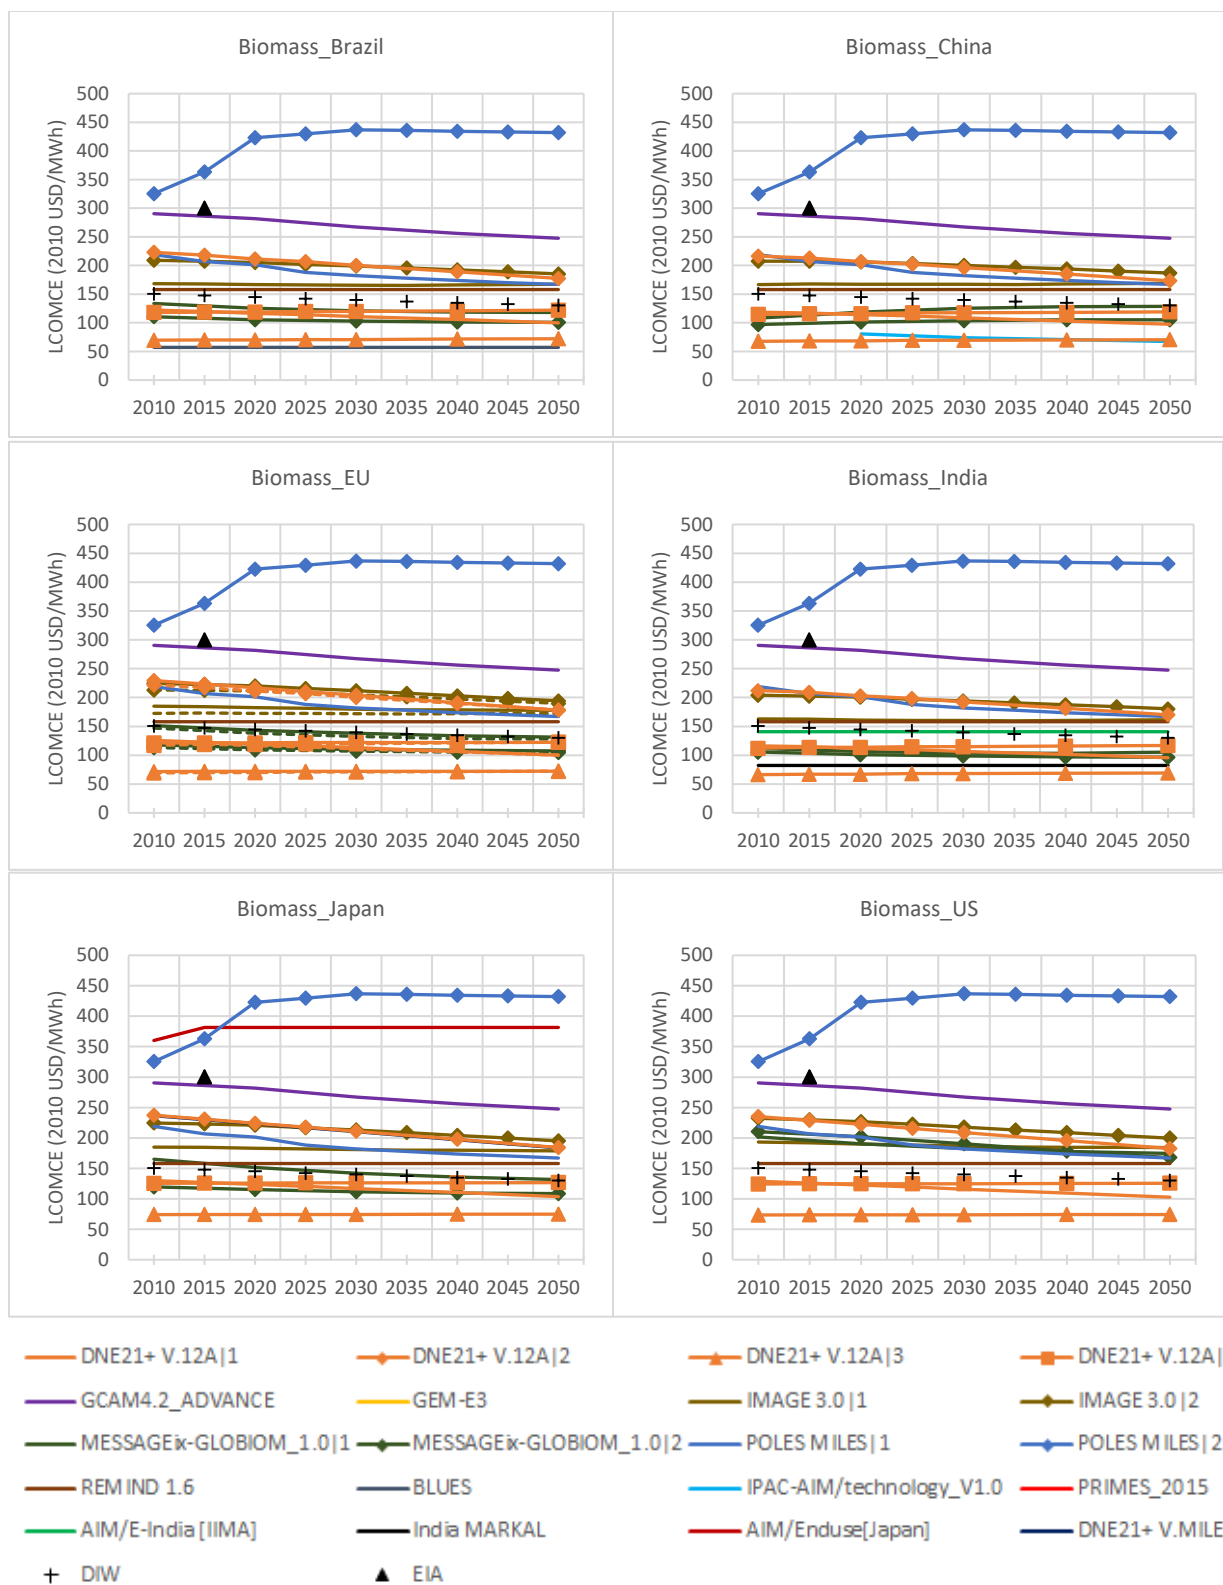 Biomass_Brazil
LCOMCE (2010 USD/MWh)
500
450
400
350
300
250
200
150
100
50
0
2010 2015 2020 2025 2030 2035 2040 2045 2050
Biomass_China
LCOMCE (2010 USD/MWh)
500
450
400
350
300
250
200
150
100
50
0
2010 2015 2020 2025 2030 2035 2040 2045 2050
Biomass_EU
LCOMCE (2010 USD/MWh)
500
450
400
350
300
250
200
150
100
50
0
2010 2015 2020 2025 2030 2035 2040 2045 2050
Biomass_India
LCOMCE (2010 USD/MWh)
500
450
400
350
300
250
200
150
100
50
0
2010 2015 2020 2025 2030 2035 2040 2045 2050
Biomass_Japan
LCOMCE (2010 USD/MWh)
500
450
400
350
300
250
200
150
100
50
0
2010 2015 2020 2025 2030 2035 2040 2045 2050
Biomass_US
LCOMCE (2010 USD/MWh)
500
450
400
350
300
250
200
150
100
50
0
2010 2015 2020 2025 2030 2035 2040 2045 2050
DNE21+ V.12A|1 DNE21+ V.12A|2 DNE21+ V.12A|3 DNE21+ V.12A|
GCAM4.2_ADVANCE GEM-E3 IMAGE 3.0|1 IMAGE 3.0|2
MESSAGEix-GLOBIOM_1.0|1 MESSAGEix-GLOBIOM_1.0|2 POLES MILES|1 POLES MILES|2
REMIND 1.6 BLUES IPAC-AIM/technology_V1.0 PRIMES_2015
AIM/E-India [IIMA] India MARKAL AIM/Enduse[Japan] DNE21+ V.MILE
DIW EIA